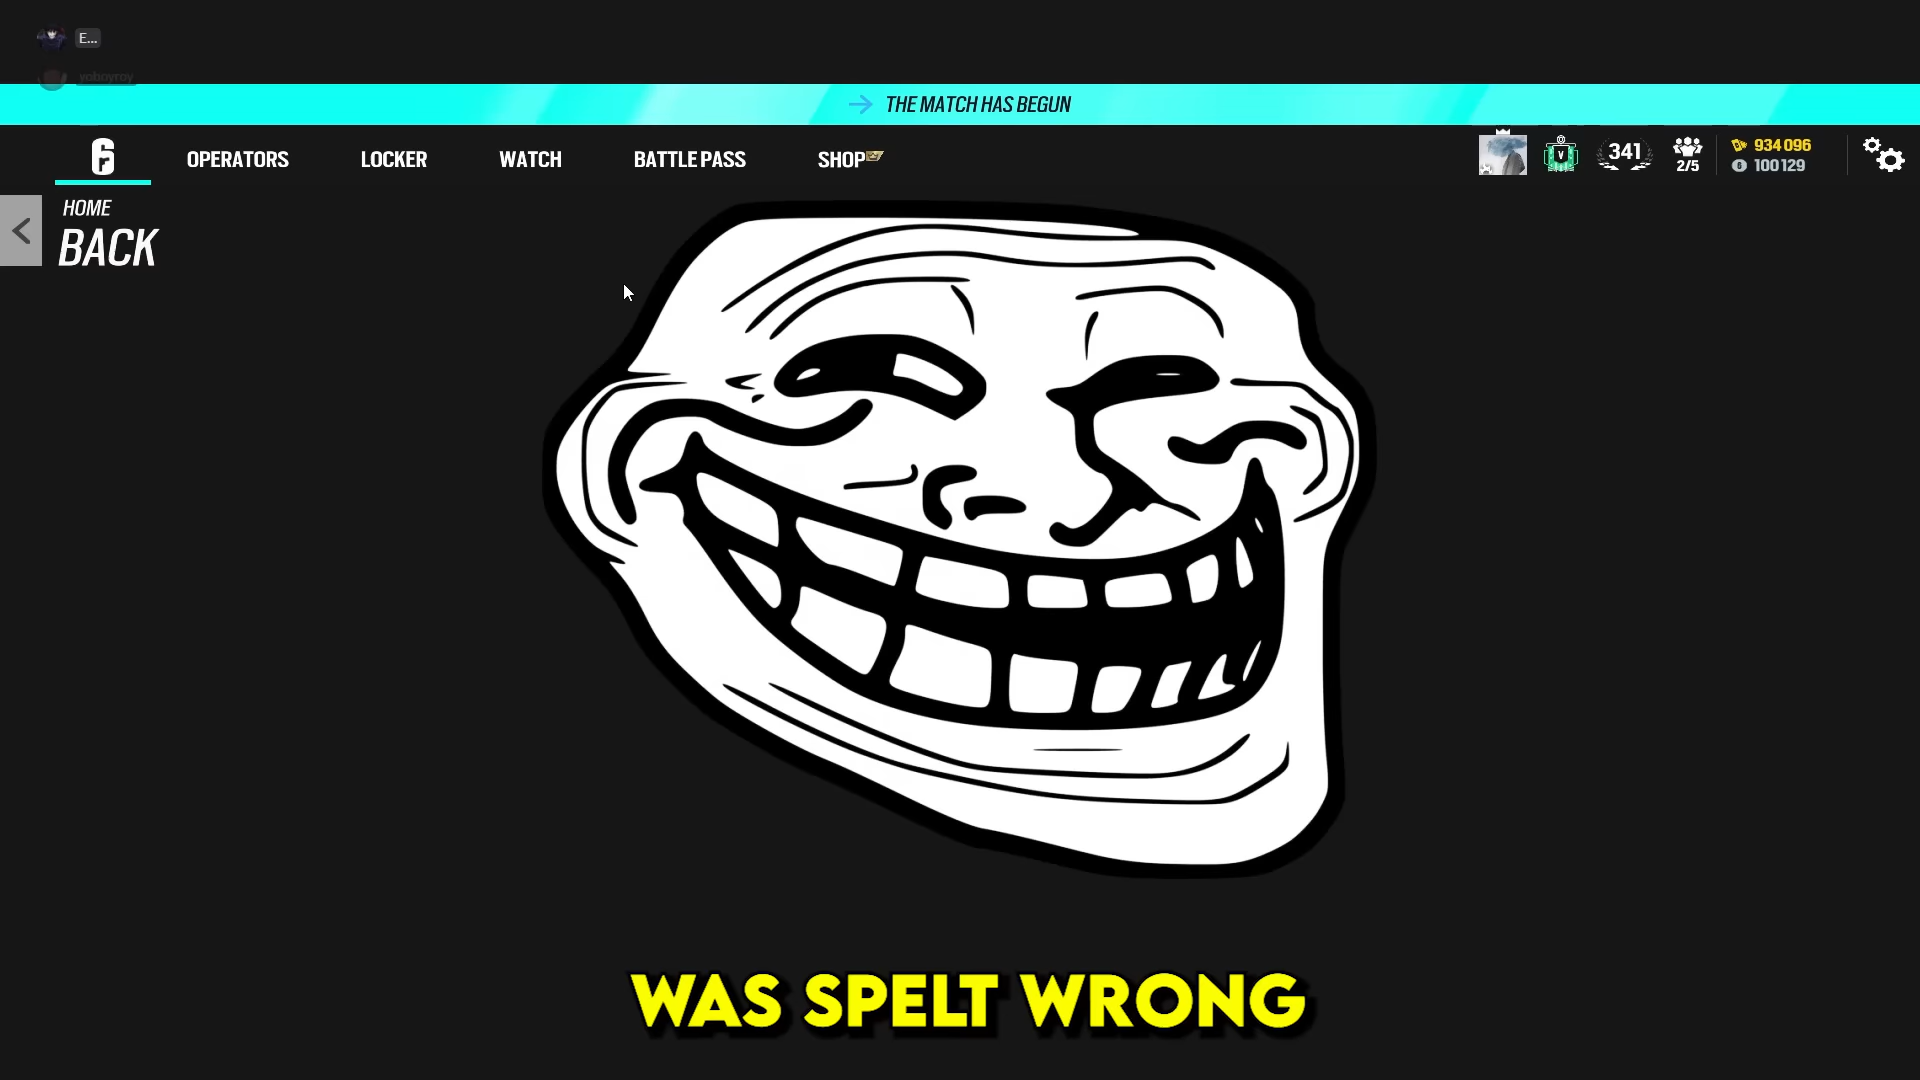 E...
yoboyroy
THE MATCH HAS BEGUN
OPERATORS LOCKER WATCH BATTLE PASS SHOP
V 341 2/5 934 096
100 129
HOME
BACK
WAS SPELT WRONG